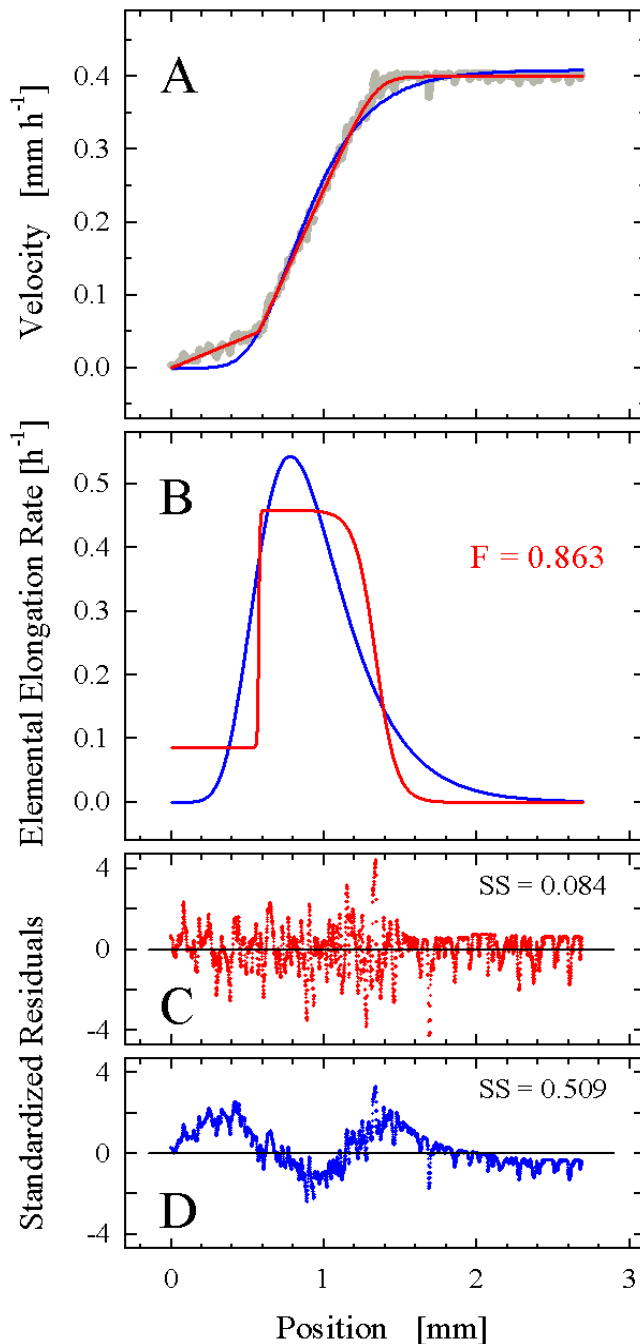 A
Velocity [mm h-1]
0.4
0.3
0.2
0.1
0.0
B
Elemental Elongation Rate [h-1]
F = 0.863
0.5
0.4
0.3
0.2
0.1
0.0
Standardized Residuals
4
0
-4
SS = 0.084
C
4
0
-4
SS = 0.509
D
0 1 2 3
Position [mm]